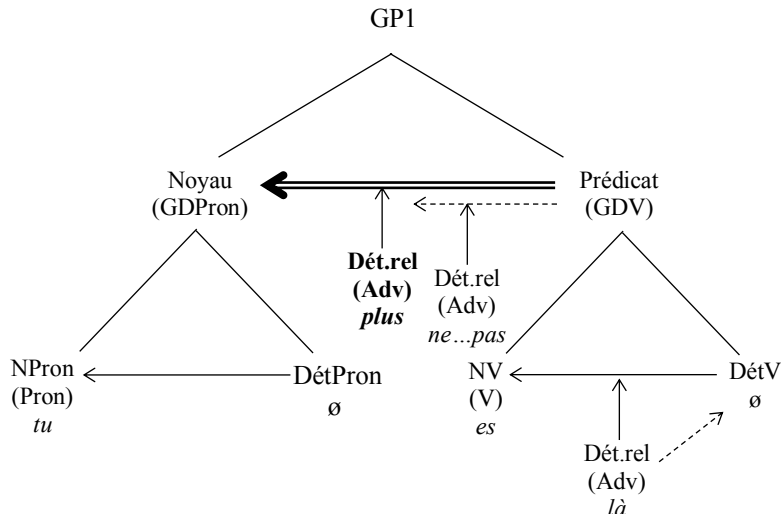 GP1
Noyau
(GDPron)
Prédicat
(GDV)
Dét.rel
(Adv)
plus
Dét.rel
(Adv)
ne…pas
NPron
(Pron)
tu
DétPron
ø
NV
(V)
es
DétV
ø
Dét.rel
(Adv)
là